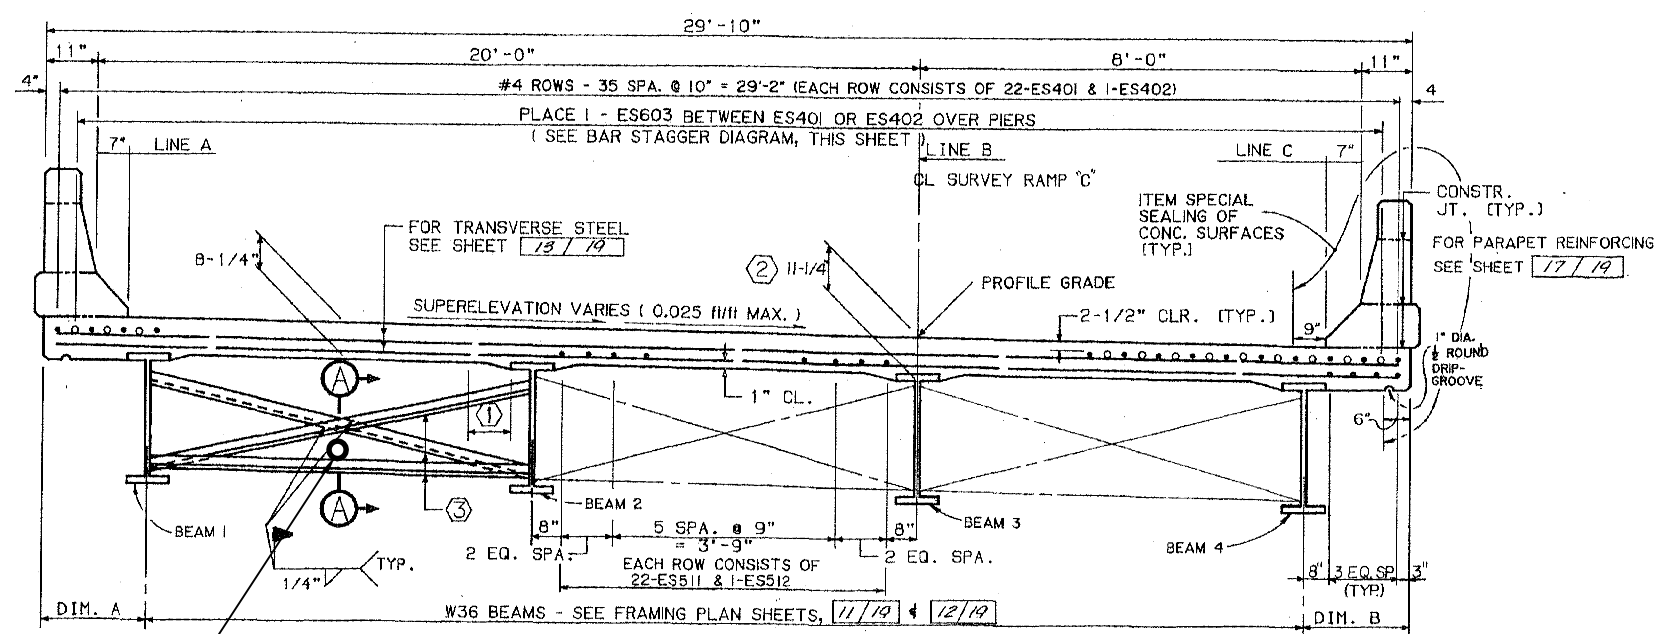 29'-10"
11"
20'-0"
8'-0"
11"
4"
#4 ROWS - 35 SPA. @ 10" = 29'-2" (EACH ROW CONSISTS OF 22-ES401 & 1-ES402)
4
PLACE 1 - ES603 BETWEEN ES401 OR ES402 OVER PIERS
( SEE BAR STAGGER DIAGRAM, THIS SHEET )
7"
LINE A
LINE B
LINE C
7"
CL SURVEY RAMP "C"
ITEM SPECIAL
SEALING OF
CONC. SURFACES
(TYP.)
CONSTR.
JT. (TYP.)
FOR PARAPET REINFORCING
SEE SHEET 17/19
FOR TRANSVERSE STEEL
SEE SHEET 13/19
8-1/4"
2
11-1/4"
PROFILE GRADE
SUPERELEVATION VARIES ( 0.025 ft/ft MAX. )
2-1/2" CLR. (TYP.)
9"
1" DIA.
1/2 ROUND
DRIP-
GROOVE
A
1" CL.
1
6"
3
A
BEAM 1
BEAM 2
BEAM 3
BEAM 4
8"
5 SPA. @ 9"
= 3'-9"
8"
2 EQ. SPA.
2 EQ. SPA.
EACH ROW CONSISTS OF
22-ES511 & 1-ES512
1/4"
TYP.
8"
3 EQ.SP
(TYP.)
3"
DIM. A
W36 BEAMS - SEE FRAMING PLAN SHEETS, 11/19 & 12/19
DIM. B